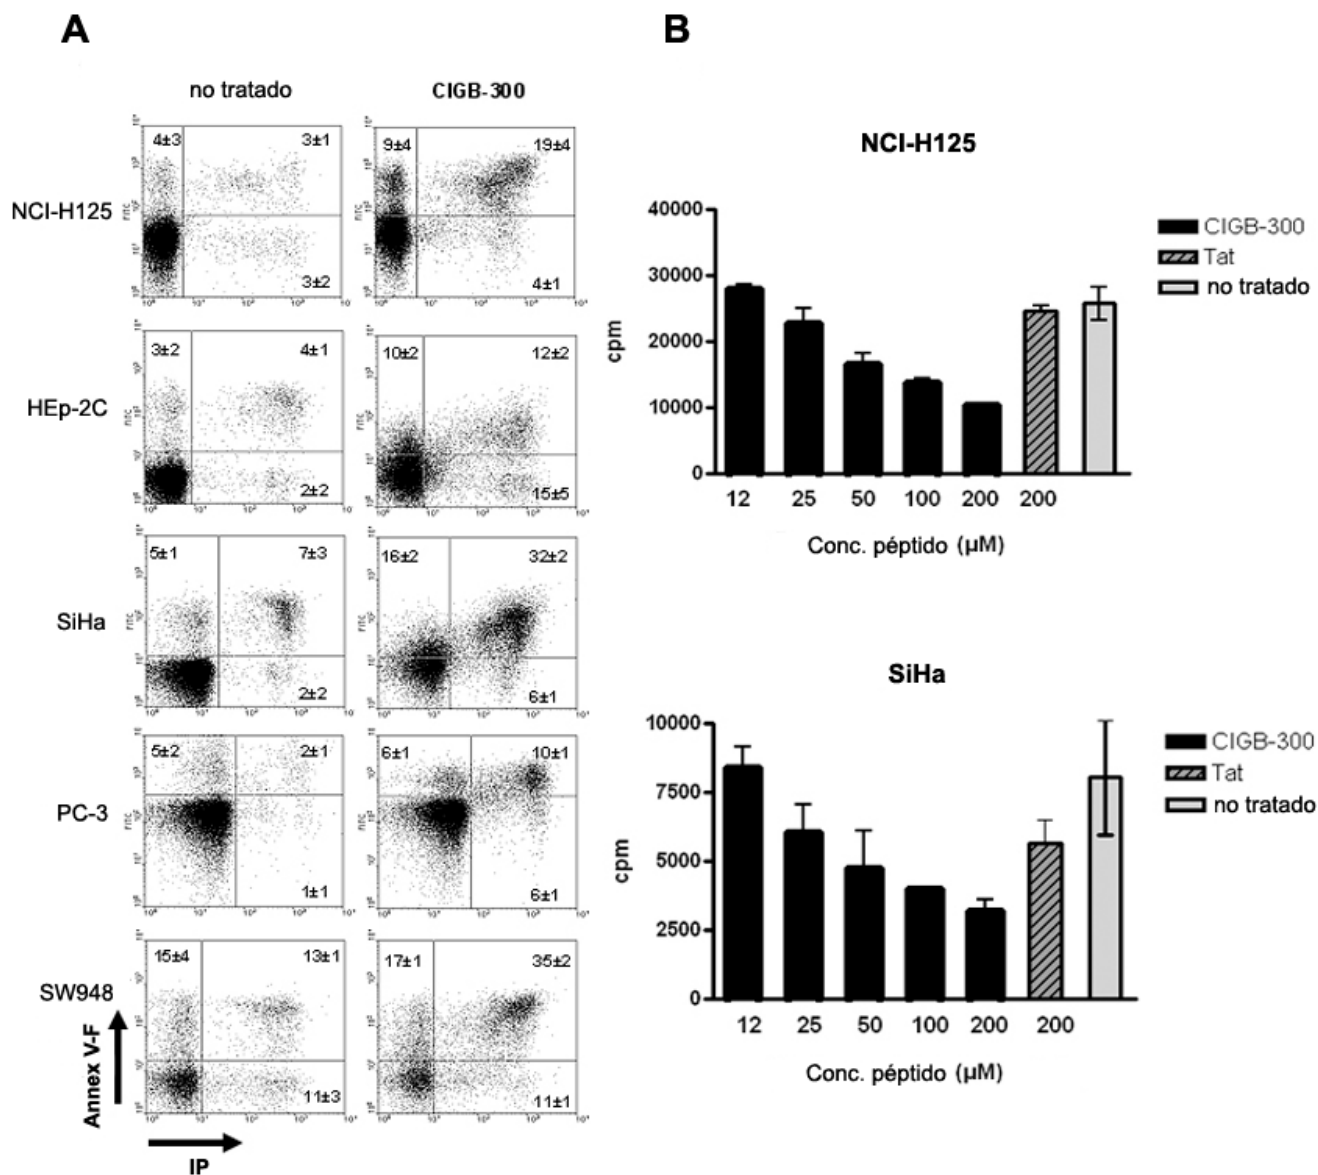 A
B
no tratado
CIGB-300
NCI-H125
4±3
3±1
3±2
9±4
19±4
4±1
HEp-2C
3±2
4±1
2±2
10±2
12±2
15±5
SiHa
5±1
7±3
2±2
16±2
32±2
6±1
PC-3
5±2
2±1
1±1
6±1
10±1
6±1
SW948
15±4
13±1
11±3
17±1
35±2
11±1
Annex V-F
IP
NCI-H125
40000
30000
20000
10000
0
cpm
12 25 50 100 200 200
Conc. péptido (µM)
CIGB-300
Tat
no tratado
SiHa
10000
7500
5000
2500
0
cpm
12 25 50 100 200 200
Conc. péptido (µM)
CIGB-300
Tat
no tratado